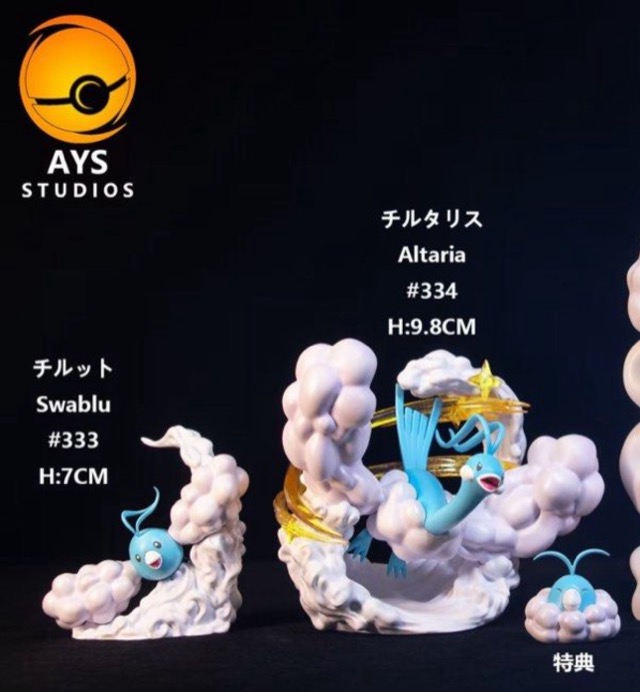 AYS
STUDIOS
チルタリス
Altaria
#334
H:9.8CM
チルット
Swablu
#333
H:7CM
特典